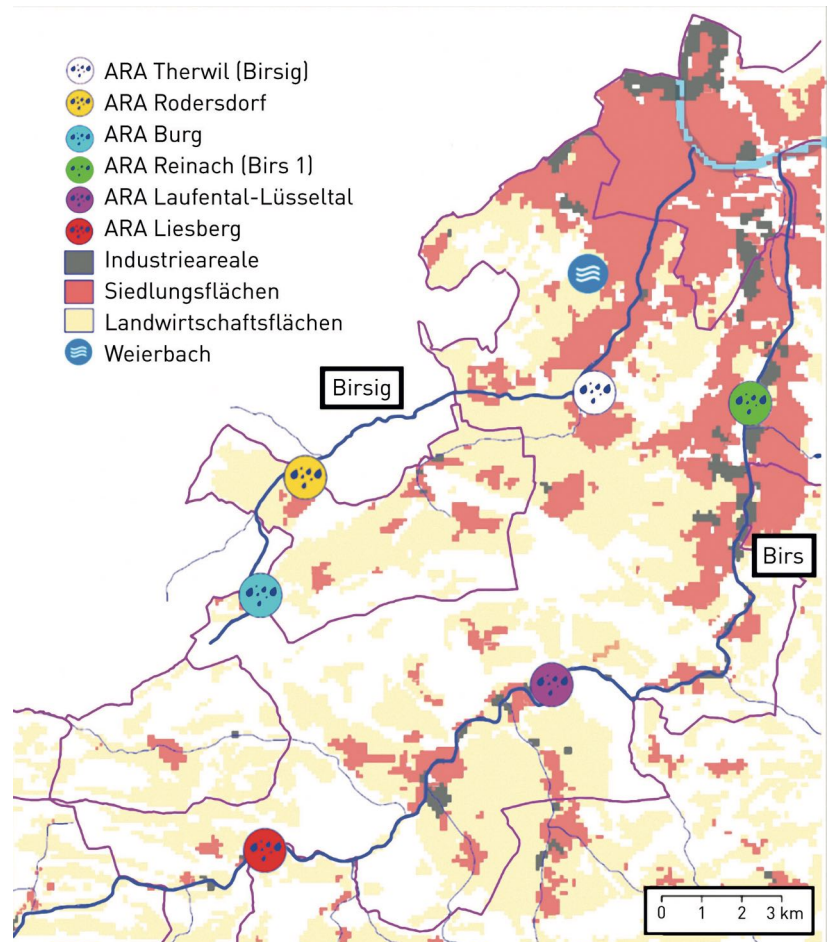 ARA Therwil (Birsig)
ARA Rodersdorf
ARA Burg
ARA Reinach (Birs 1)
ARA Laufental-Lüsseltal
ARA Liesberg
Industrieareale
Siedlungsflächen
Landwirtschaftsflächen
Weierbach
Birsig
Birs
0 1 2 3 km